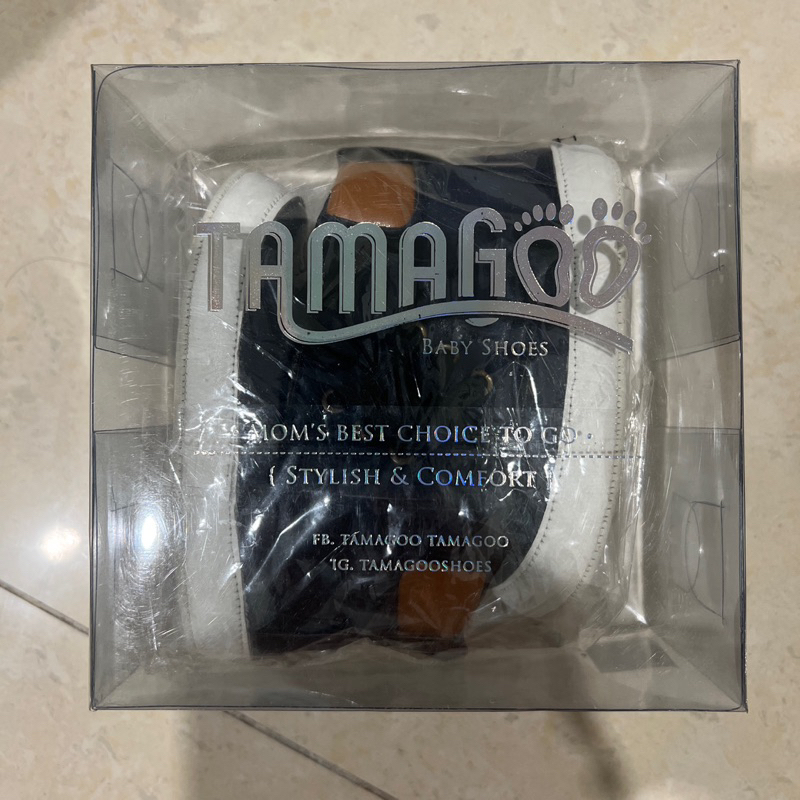 TAMAGOO
BABY SHOES
MOM'S BEST CHOICE TO GO
{ STYLISH & COMFORT
FB. TAMAGOO TAMAGOO
IG. TAMAGOOSHOES